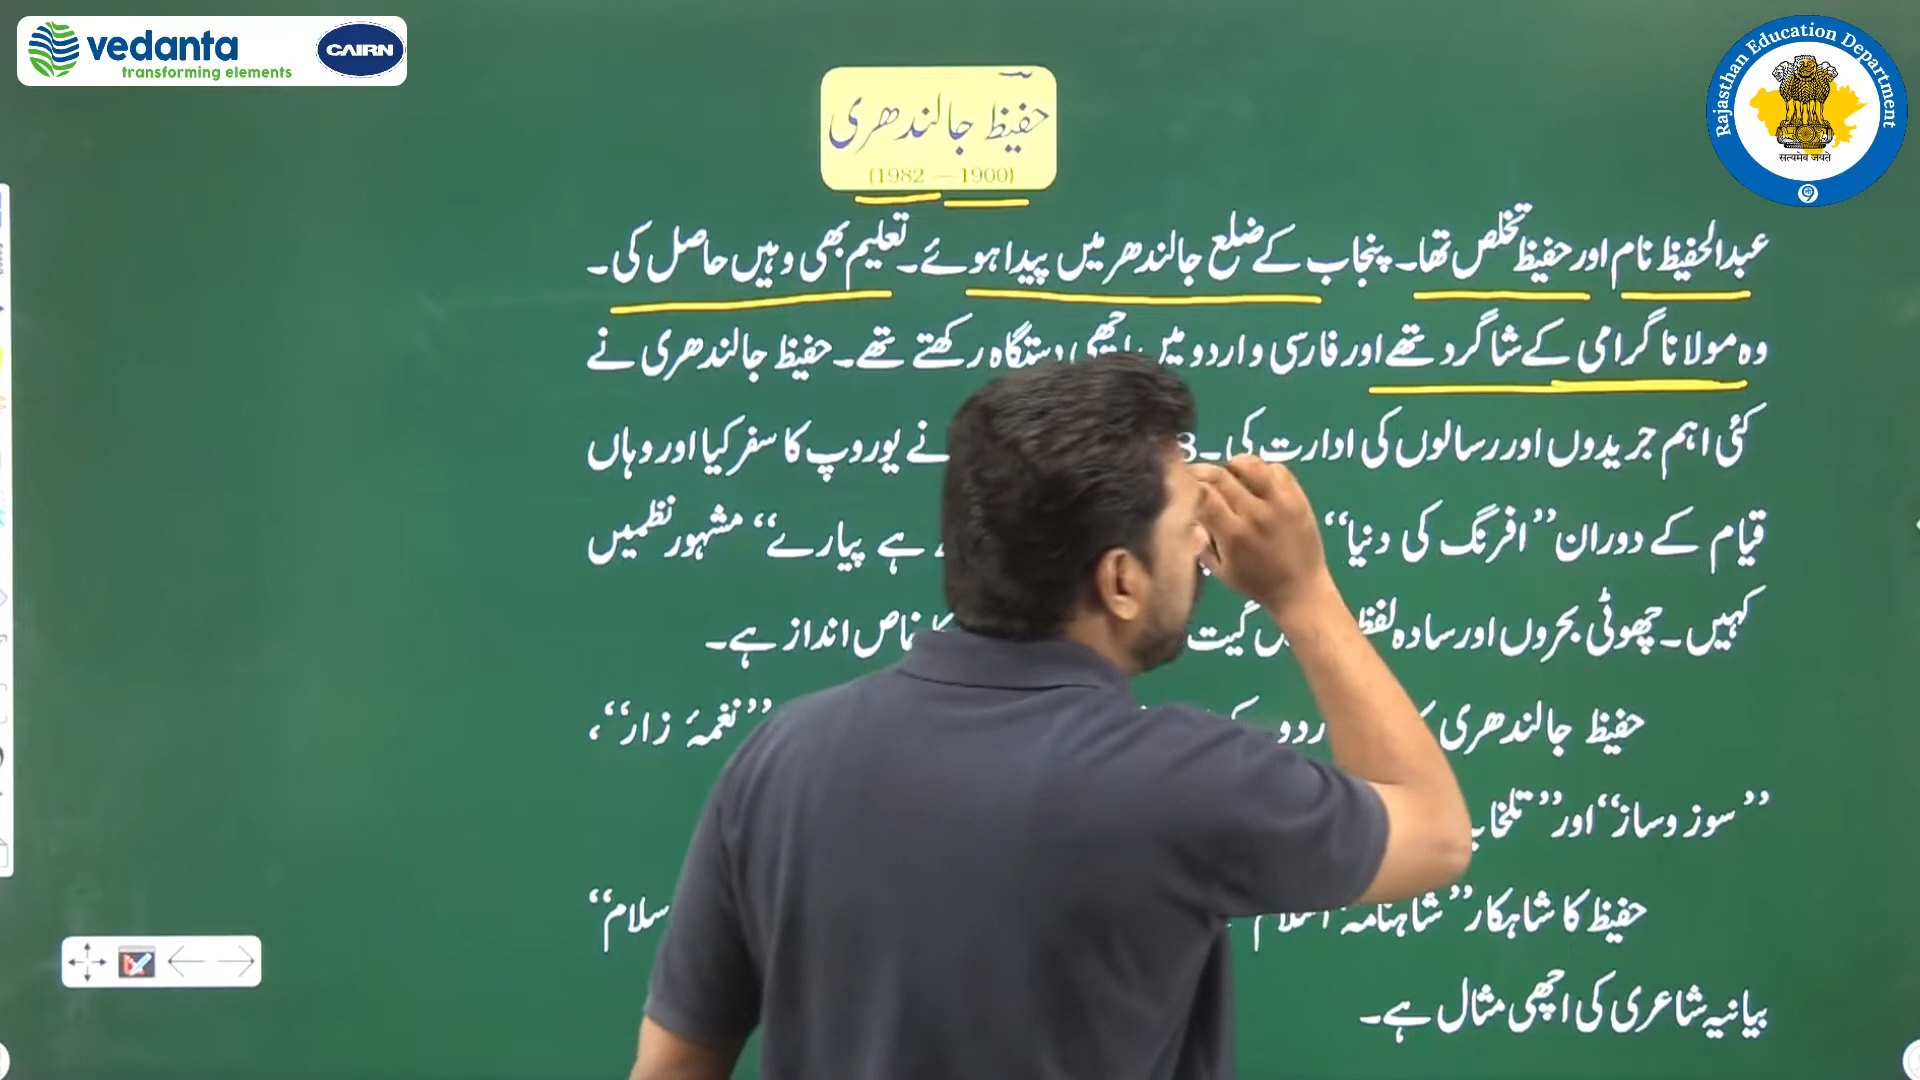 vedanta
transforming elements
CAIRN
Rajasthan Education Department
सत्यमेव जयते
حفیظ جالندھری
(1982 — 1900)
عبدالحفیظ نام اور حفیظ تخلص تھا۔ پنجاب کے ضلع جالندھر میں پیدا ہوئے۔ تعلیم بھی وہیں حاصل کی۔
وہ مولانا گرامی کے شاگرد تھے اور فارسی و اردو میں اچھی دستگاہ رکھتے تھے۔ حفیظ جالندھری نے
کئی اہم جریدوں اور رسالوں کی ادارت کی۔ نے یوروپ کا سفر کیا اور وہاں
قیام کے دوران ”افرنگ کی دنیا“ ہے پیارے“ مشہور نظمیں
کہیں۔ چھوٹی بحروں اور سادہ گیت خاص انداز ہے۔
حفیظ جالندھری ”نغمۂ زار“،
”سوز و ساز“ اور
حفیظ کا شاہکار ”شاہنامہ اسلام
بیانیہ شاعری کی اچھی مثال ہے۔